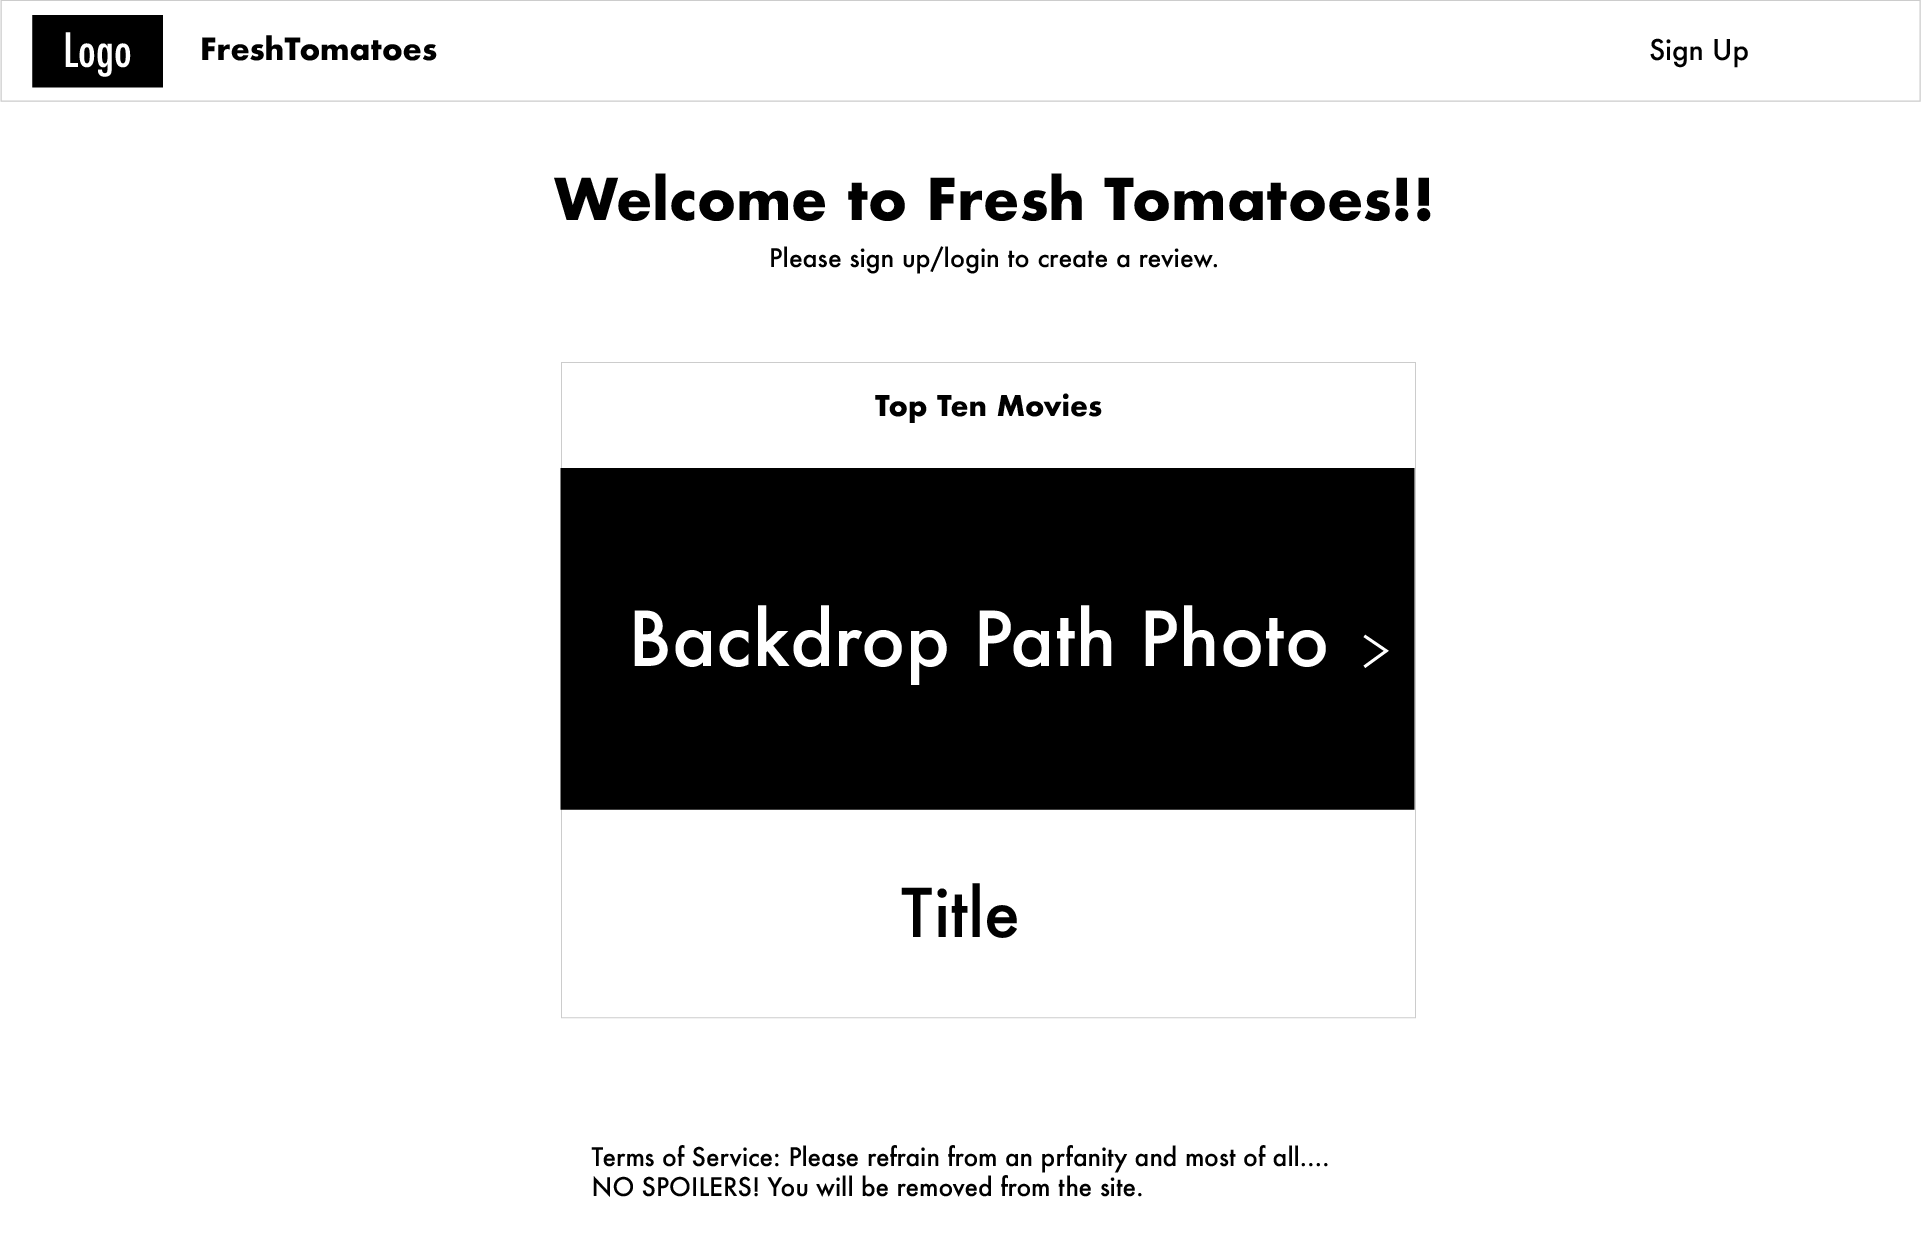 Logo
FreshTomatoes
Sign Up
Welcome to Fresh Tomatoes!!
Please sign up/login to create a review.
Top Ten Movies
Backdrop Path Photo >
Title
Terms of Service: Please refrain from an prfanity and most of all....
NO SPOILERS! You will be removed from the site.